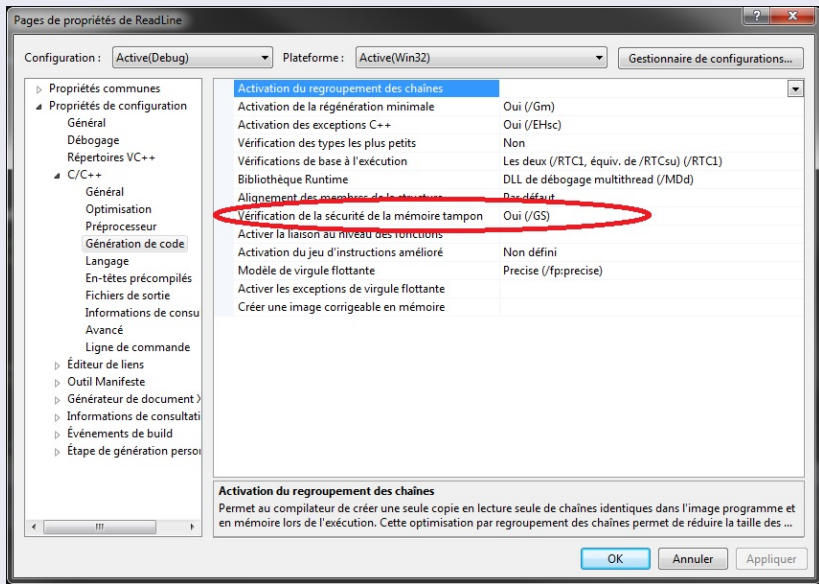 Pages de propriétés de ReadLine
Configuration : Active(Debug) Plateforme : Active(Win32) Gestionnaire de configurations...
Propriétés communes
Propriétés de configuration
Général
Débogage
Répertoires VC++
C/C++
Général
Optimisation
Préprocesseur
Génération de code
Langage
En-têtes précompilés
Fichiers de sortie
Informations de consu
Avancé
Ligne de commande
Éditeur de liens
Outil Manifeste
Générateur de document X
Informations de consultati
Événements de build
Étape de génération person
Activation du regroupement des chaînes
Activation de la régénération minimale Oui (/Gm)
Activation des exceptions C++ Oui (/EHsc)
Vérification des types les plus petits Non
Vérifications de base à l'exécution Les deux (/RTC1, équiv. de /RTCsu) (/RTC1)
Bibliothèque Runtime DLL de débogage multithread (/MDd)
Alignement des membres de la structure Par défaut
Vérification de la sécurité de la mémoire tampon Oui (/GS)
Activer la liaison au niveau des fonctions
Activation du jeu d'instructions amélioré Non défini
Modèle de virgule flottante Precise (/fp:precise)
Activer les exceptions de virgule flottante
Créer une image corrigeable en mémoire
Activation du regroupement des chaînes
Permet au compilateur de créer une seule copie en lecture seule de chaînes identiques dans l'image programme et
en mémoire lors de l'exécution. Cette optimisation par regroupement des chaînes permet de réduire la taille des ...
OK Annuler Appliquer